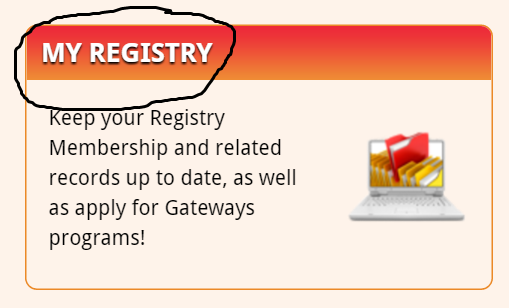 MY REGISTRY
Keep your Registry
Membership and related
records up to date, as well
as apply for Gateways
programs!